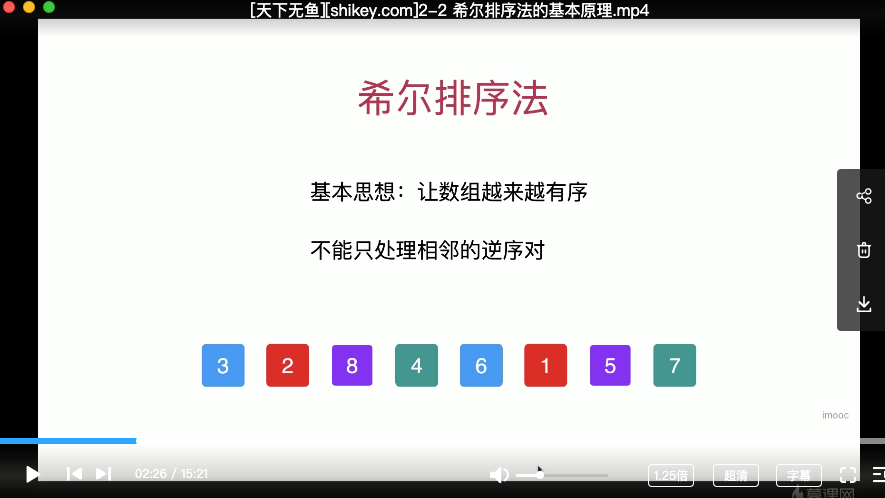 [天下无鱼][shikey.com]2-2 希尔排序法的基本原理.mp4
希尔排序法
基本思想：让数组越来越有序
不能只处理相邻的逆序对
3 2 8 4 6 1 5 7
imooc
02:26 / 15:21 1.25倍 超清 字幕
慕课网